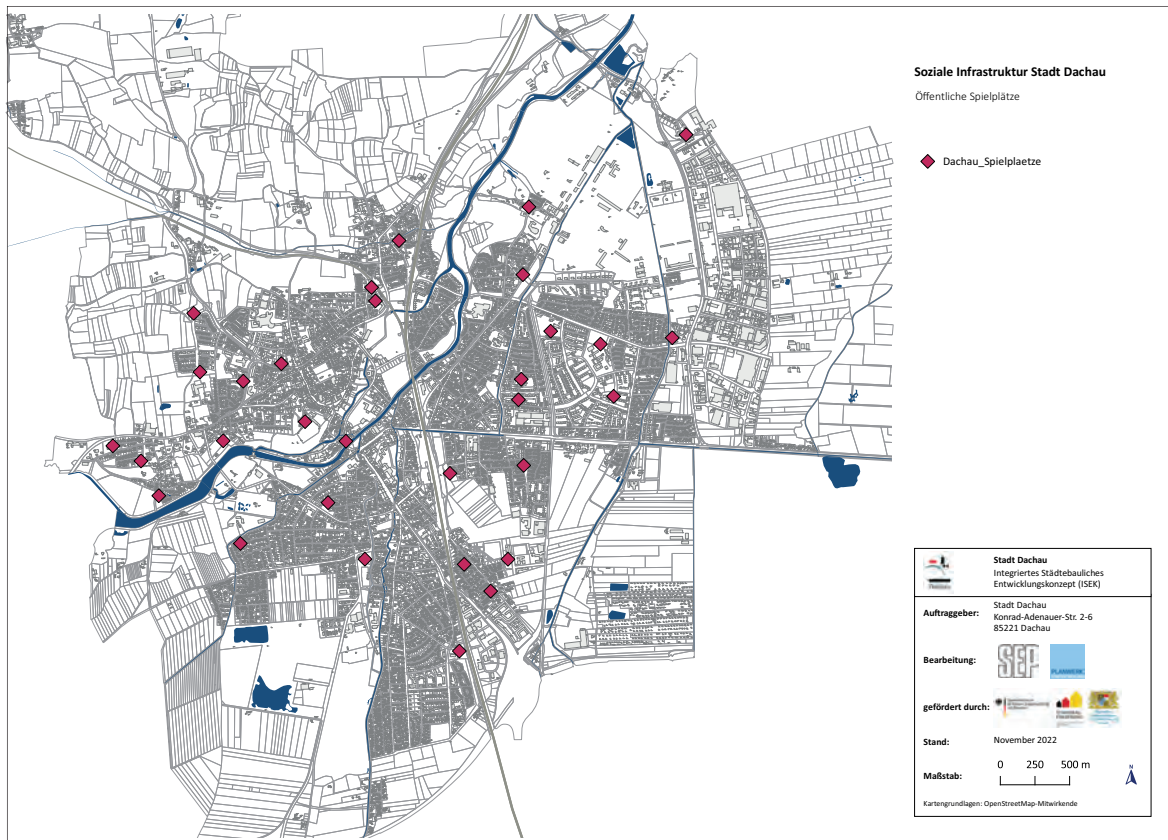 Soziale Infrastruktur Stadt Dachau
Öffentliche Spielplätze
Dachau_Spielplaetze
Stadt Dachau
Integriertes Städtebauliches
Entwicklungskonzept (ISEK)
Auftraggeber:
Stadt Dachau
Konrad-Adenauer-Str. 2-6
85221 Dachau
Bearbeitung:
SEP
PLANWERK
gefördert durch:
Stand:
November 2022
Maßstab:
0 250 500 m
N
Kartengrundlagen: OpenStreetMap-Mitwirkende